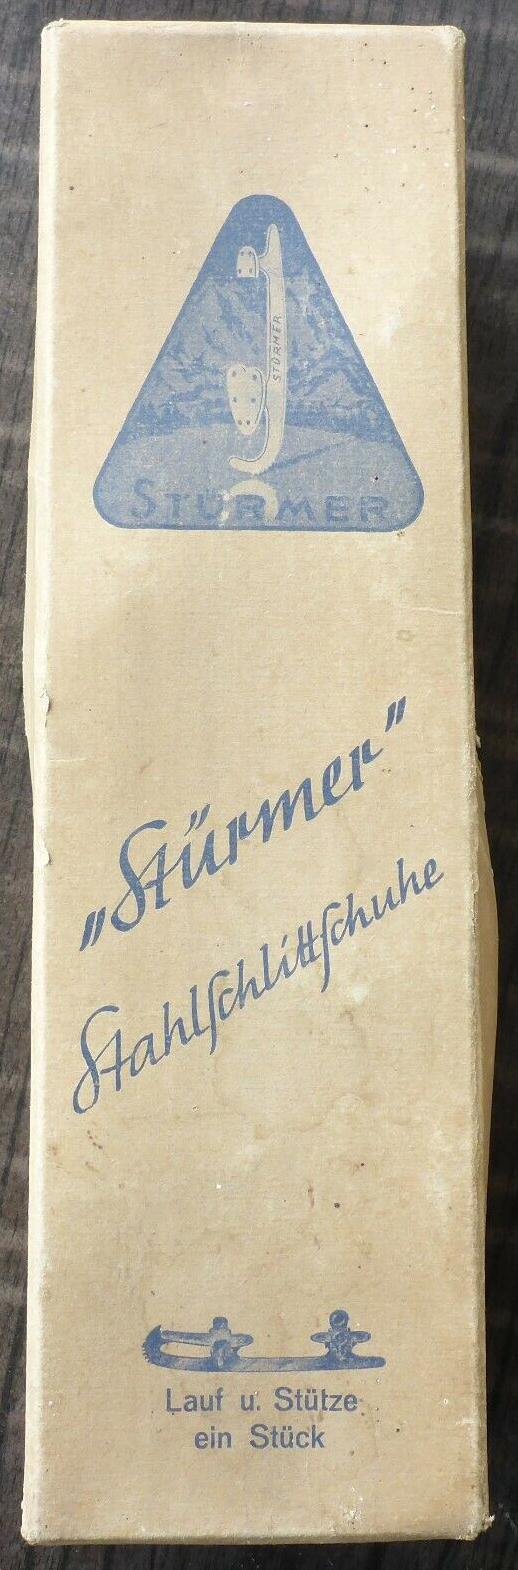 STÜRMER
STÜRMER
„Stürmer”
Stahlſchlittſchuhe
Lauf u. Stütze
ein Stück